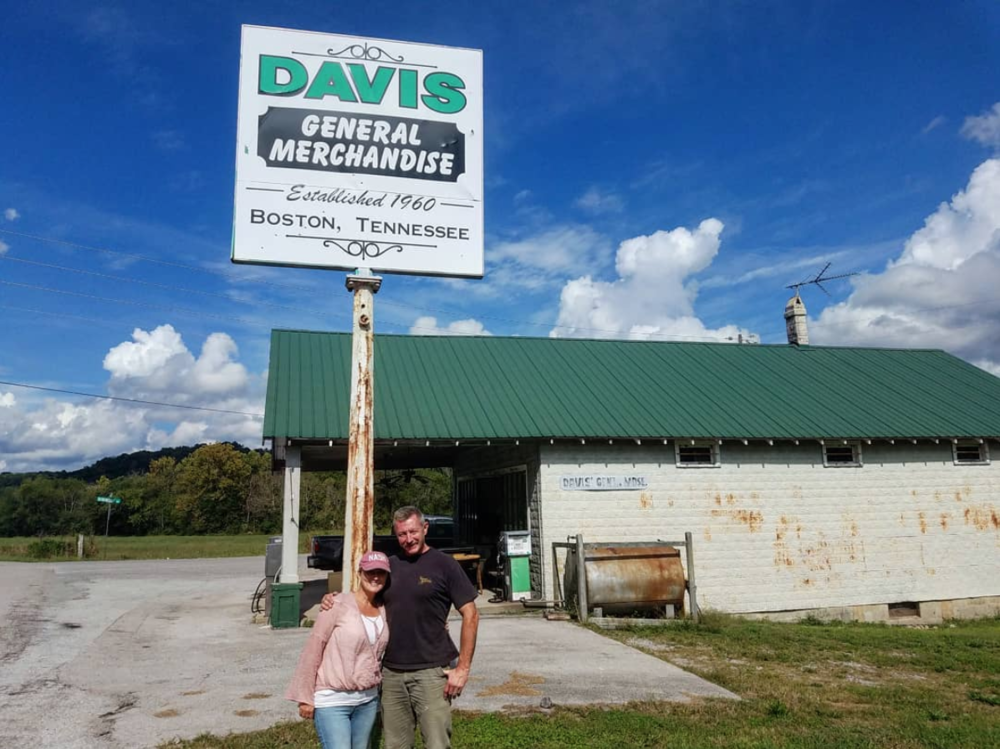 DAVIS
GENERAL
MERCHANDISE
Established 1960
BOSTON, TENNESSEE
DAVIS' GEN'L MDSE.